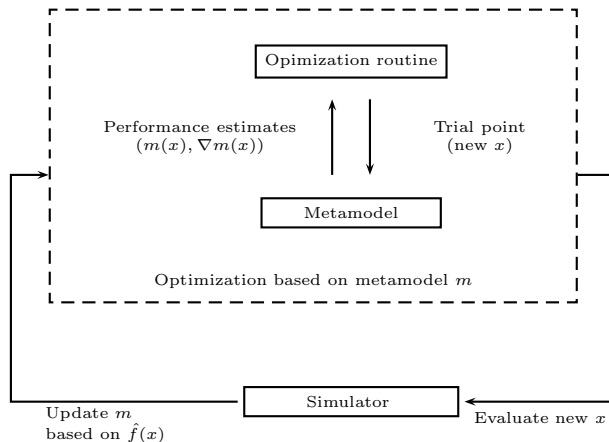 Opimization routine
Performance estimates
(m(x), ∇m(x))
Trial point
(new x)
Metamodel
Optimization based on metamodel m
Simulator
Update m
based on f̂(x)
Evaluate new x